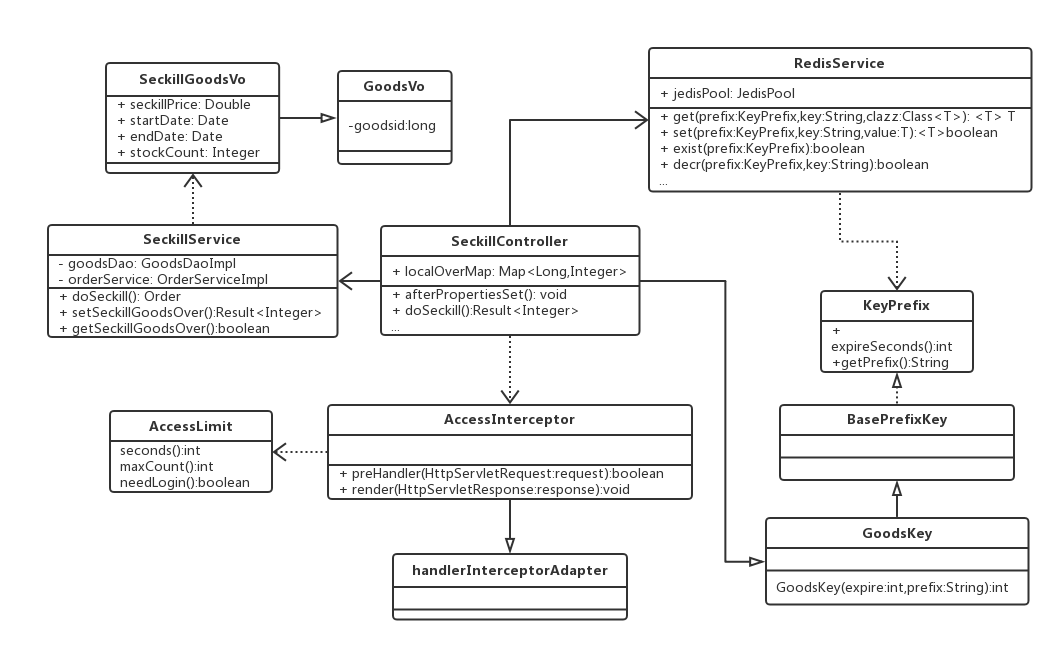 SeckillGoodsVo
+ seckillPrice: Double
+ startDate: Date
+ endDate: Date
+ stockCount: Integer
GoodsVo
-goodsid:long
RedisService
+ jedisPool: JedisPool
+ get(prefix:KeyPrefix,key:String,clazz:Class<T>): <T> T
+ set(prefix:KeyPrefix,key:String,value:T):<T>boolean
+ exist(prefix:KeyPrefix):boolean
+ decr(prefix:KeyPrefix,key:String):boolean
...
SeckillService
- goodsDao: GoodsDaoImpl
- orderService: OrderServiceImpl
+ doSeckill(): Order
+ setSeckillGoodsOver():Result<Integer>
+ getSeckillGoodsOver():boolean
SeckillController
+ localOverMap: Map<Long,Integer>
+ afterPropertiesSet(): void
+ doSeckill():Result<Integer>
...
KeyPrefix
+
expireSeconds():int
+getPrefix():String
AccessLimit
seconds():int
maxCount():int
needLogin():boolean
AccessInterceptor
+ preHandler(HttpServletRequest:request):boolean
+ render(HttpServletResponse:response):void
BasePrefixKey
handlerInterceptorAdapter
GoodsKey
GoodsKey(expire:int,prefix:String):int